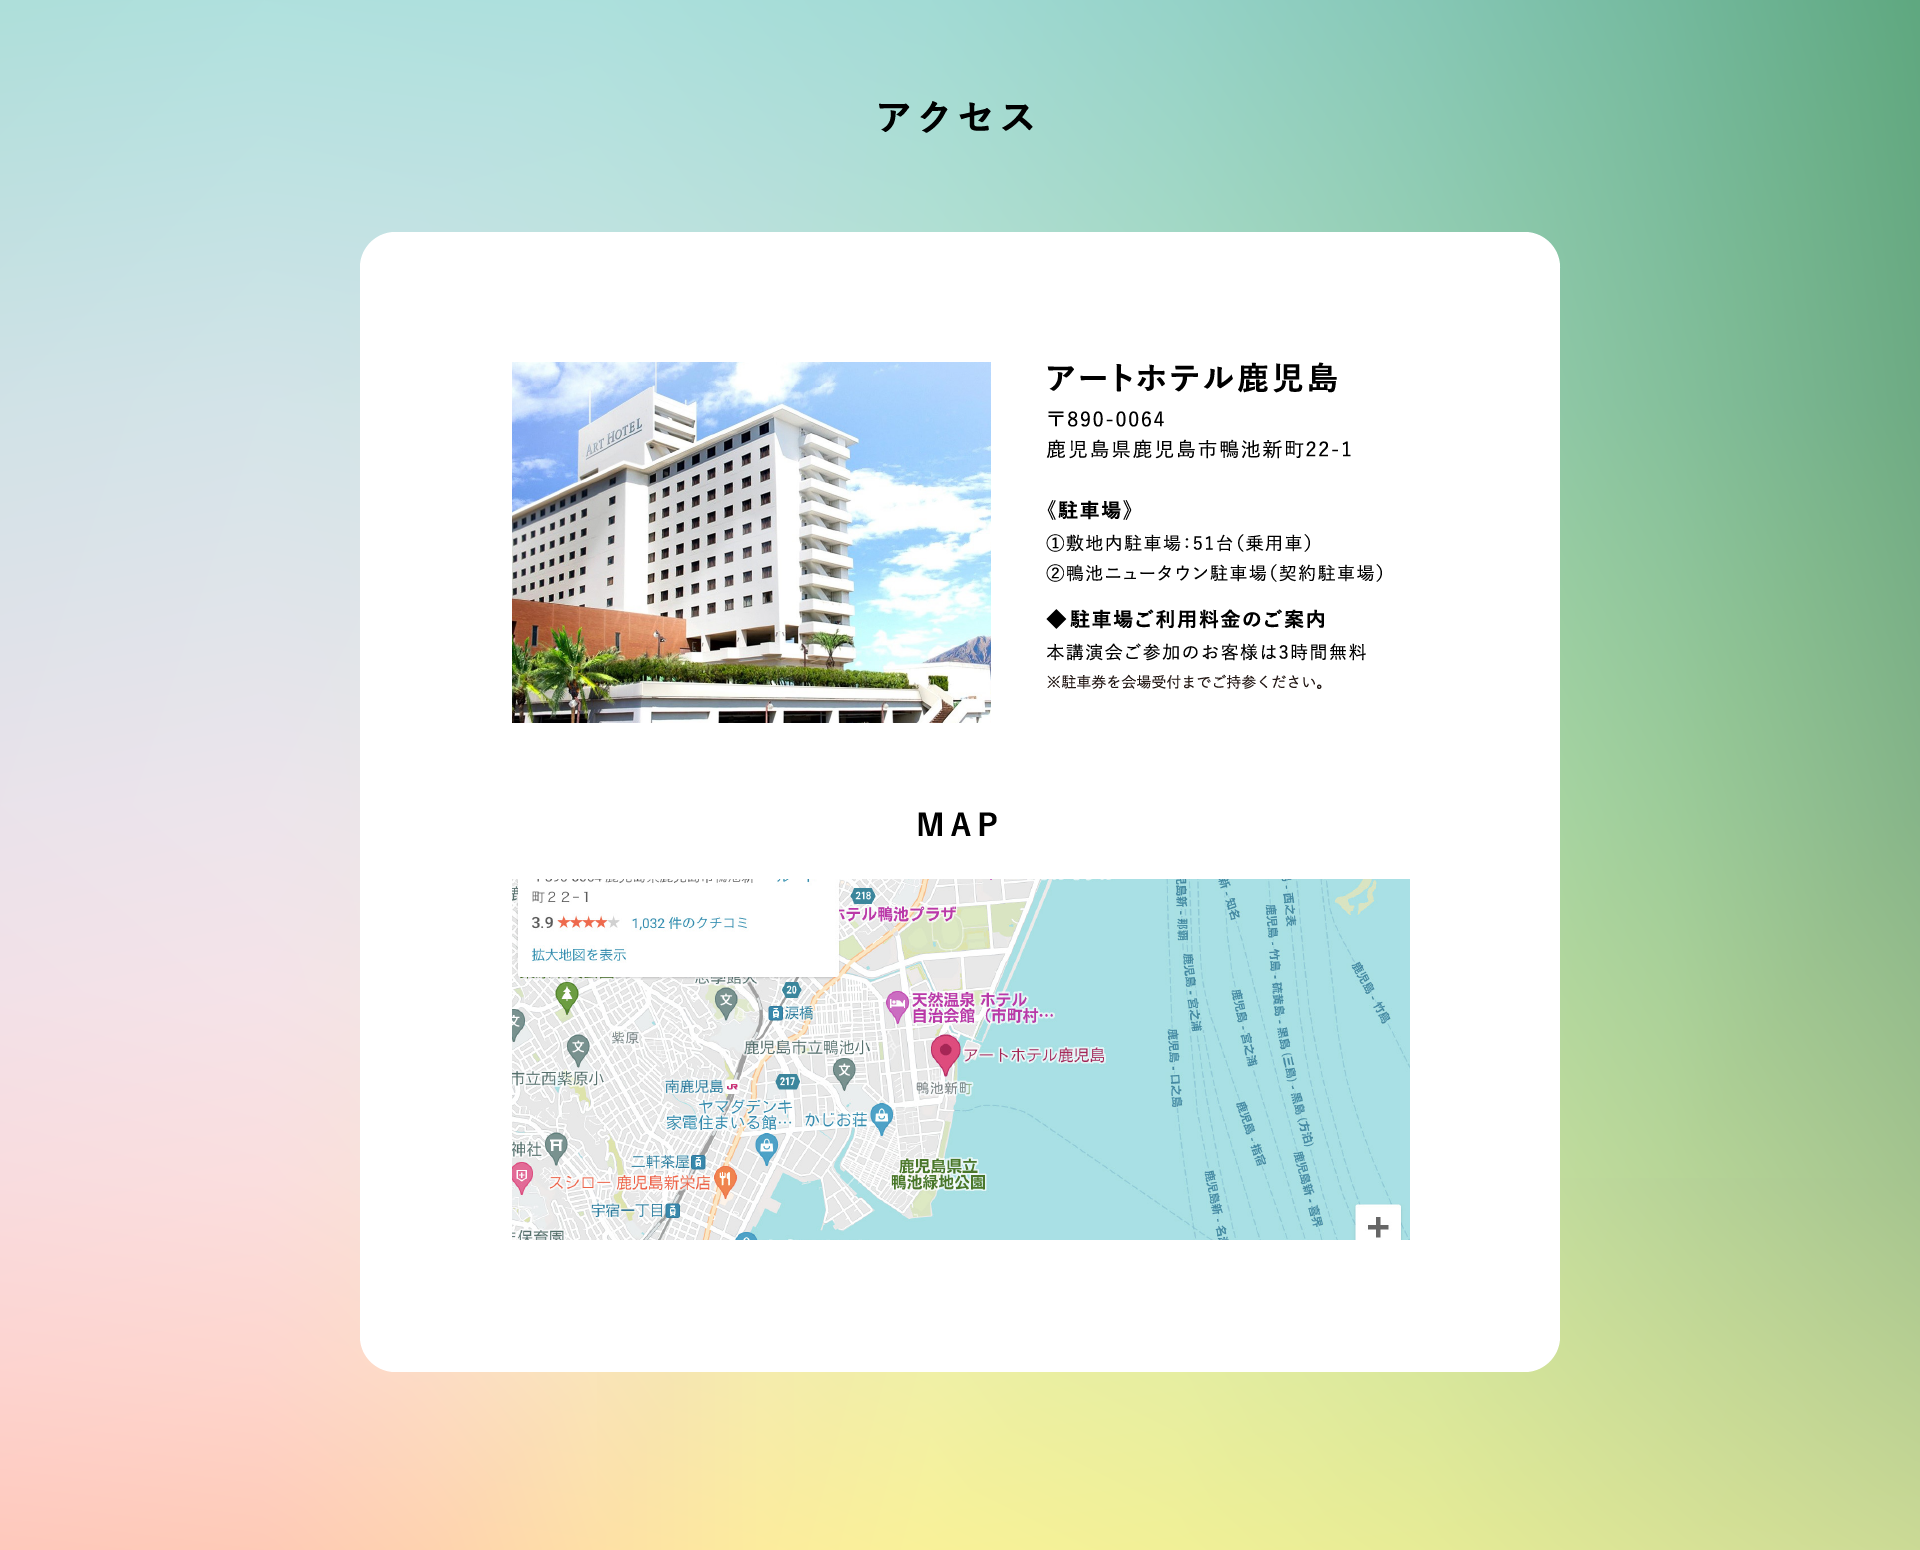 アクセス
ART HOTEL
アートホテル鹿児島
〒890-0064
鹿児島県鹿児島市鴨池新町22-1
《駐車場》
①敷地内駐車場：51台（乗用車）
②鴨池ニュータウン駐車場（契約駐車場）
◆駐車場ご利用料金のご案内
本講演会ご参加のお客様は3時間無料
※駐車券を会場受付までご持参ください。
MAP
町２２−１
3.9 ★★★★★ 1,032 件のクチコミ
拡大地図を表示
218
ホテル鴨池プラザ
20
涙橋
天然温泉 ホテル
自治会館（市町村…
紫原
鹿児島市立鴨池小
アートホテル鹿児島
市立西紫原小
南鹿児島
JR
217
鴨池新町
ヤマダデンキ
家電住まいる館…
かしお荘
神社
二軒茶屋
スシロー 鹿児島新栄店
鹿児島県立
鴨池緑地公園
宇宿一丁目
保育園
児島新 - 那覇
鹿児島 - 宮之浦
鹿児島 - 口之島
新 - 知名
鹿児島 - 宮之浦
鹿児島 - 指宿
鹿児島新 - 名
- 西之表
鹿児島 - 竹島 - 硫黄島 - 黒島 (三島) - 黒島 (方泊)
鹿児島新 - 喜界
鹿児島 - 竹島
+